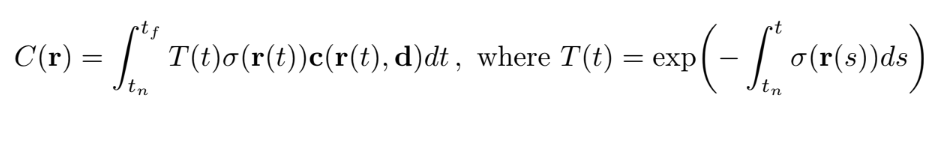 C(𝐫) = ∫_{t_n}^{t_f} T(t)σ(𝐫(t))𝐜(𝐫(t), 𝐝)dt , where T(t) = exp(− ∫_{t_n}^{t} σ(𝐫(s))ds)